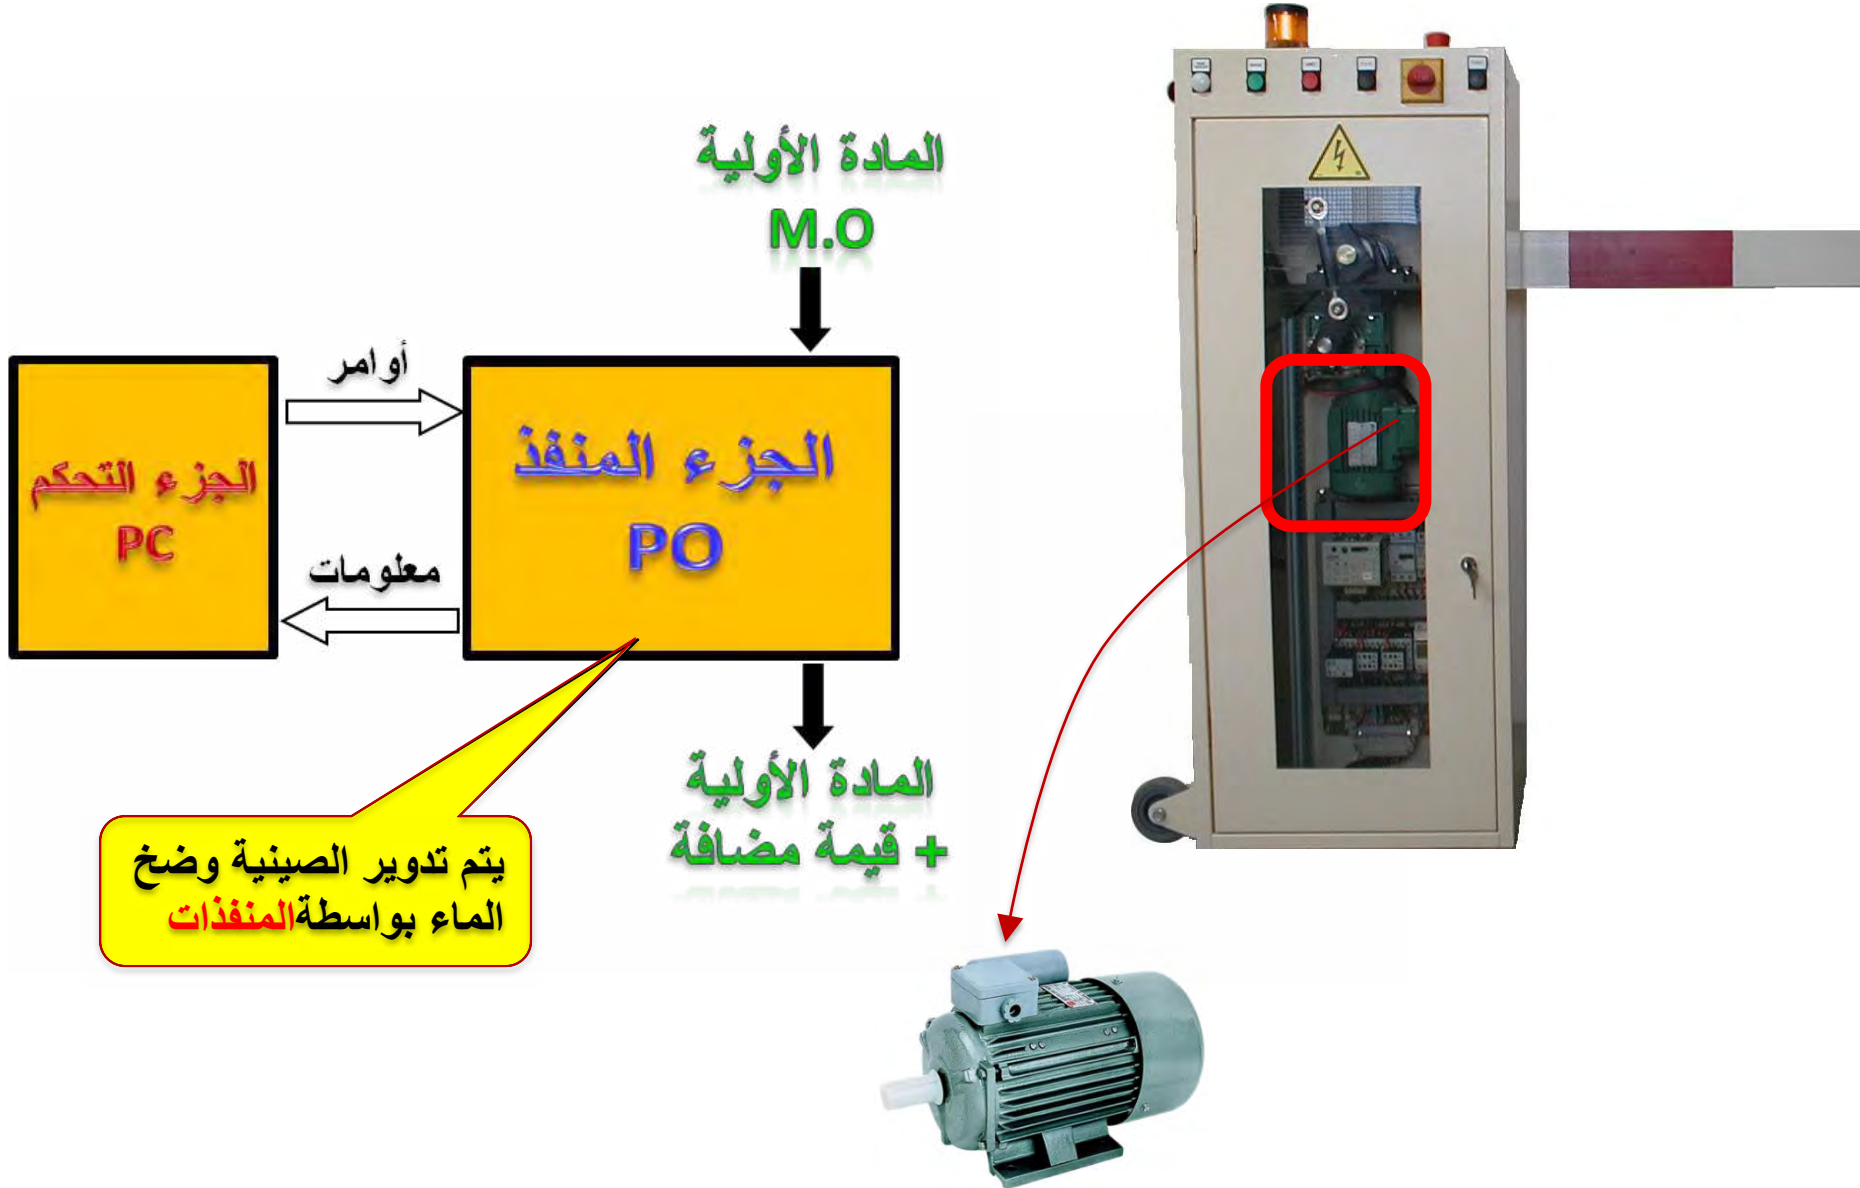 المادة الأولية
M.O
أوامر
الجزء التحكم
PC
الجزء المنفذ
PO
معلومات
المادة الأولية
+ قيمة مضافة
يتم تدوير الصينية وضخ
الماء بواسطةالمنفذات